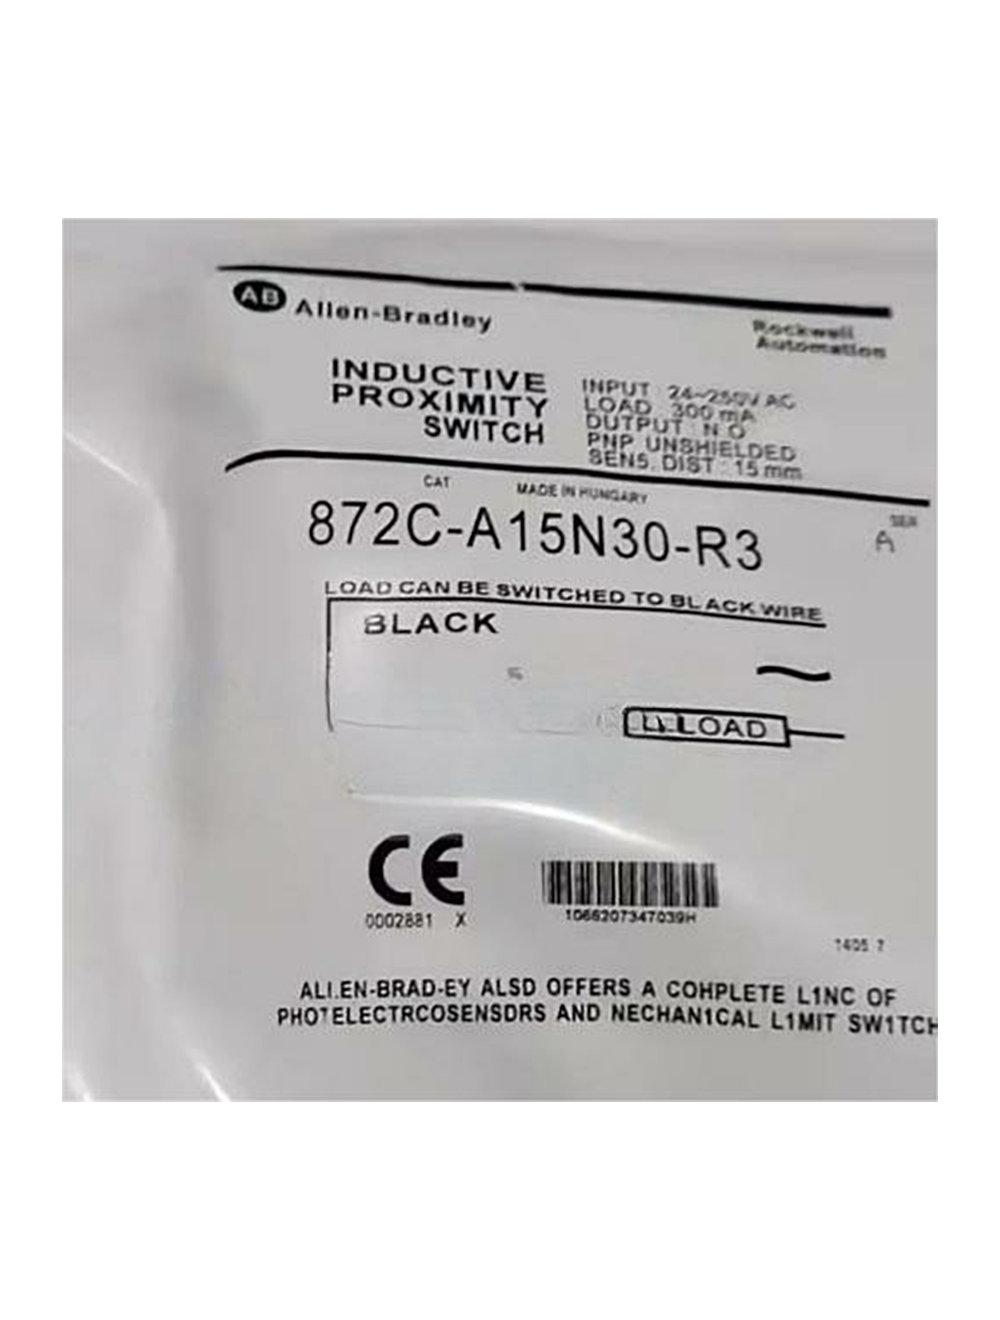 AB Allen-Bradley
Rockwell
Automation
INDUCTIVE
PROXIMITY
SWITCH
INPUT 24~250V AC
LOAD 300 mA
OUTPUT : N O
PNP UNSHIELDED
SENS. DIST : 15 mm
CAT
MADE IN HUNGARY
SER
872C-A15N30-R3
A
LOAD CAN BE SWITCHED TO BLACK WIRE
BLACK
LOAD
CE
0002881 X
1066207347039H
1405 7
ALI.EN-BRAD-EY ALSD OFFERS A COHPLETE L1NC OF
PHOTELECTRCOSENSDRS AND NECHAN1CAL L1MIT SW1TCH